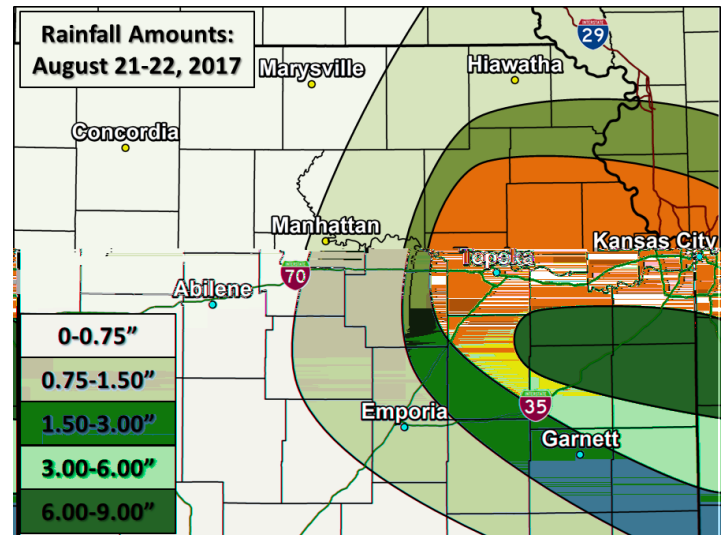 Rainfall Amounts:
August 21-22, 2017
29
Marysville
Hiawatha
Concordia
Manhattan
Kansas City
Topeka
70
Abilene
0-0.75”
0.75-1.50”
1.50-3.00”
3.00-6.00”
6.00-9.00”
35
Emporia
Garnett